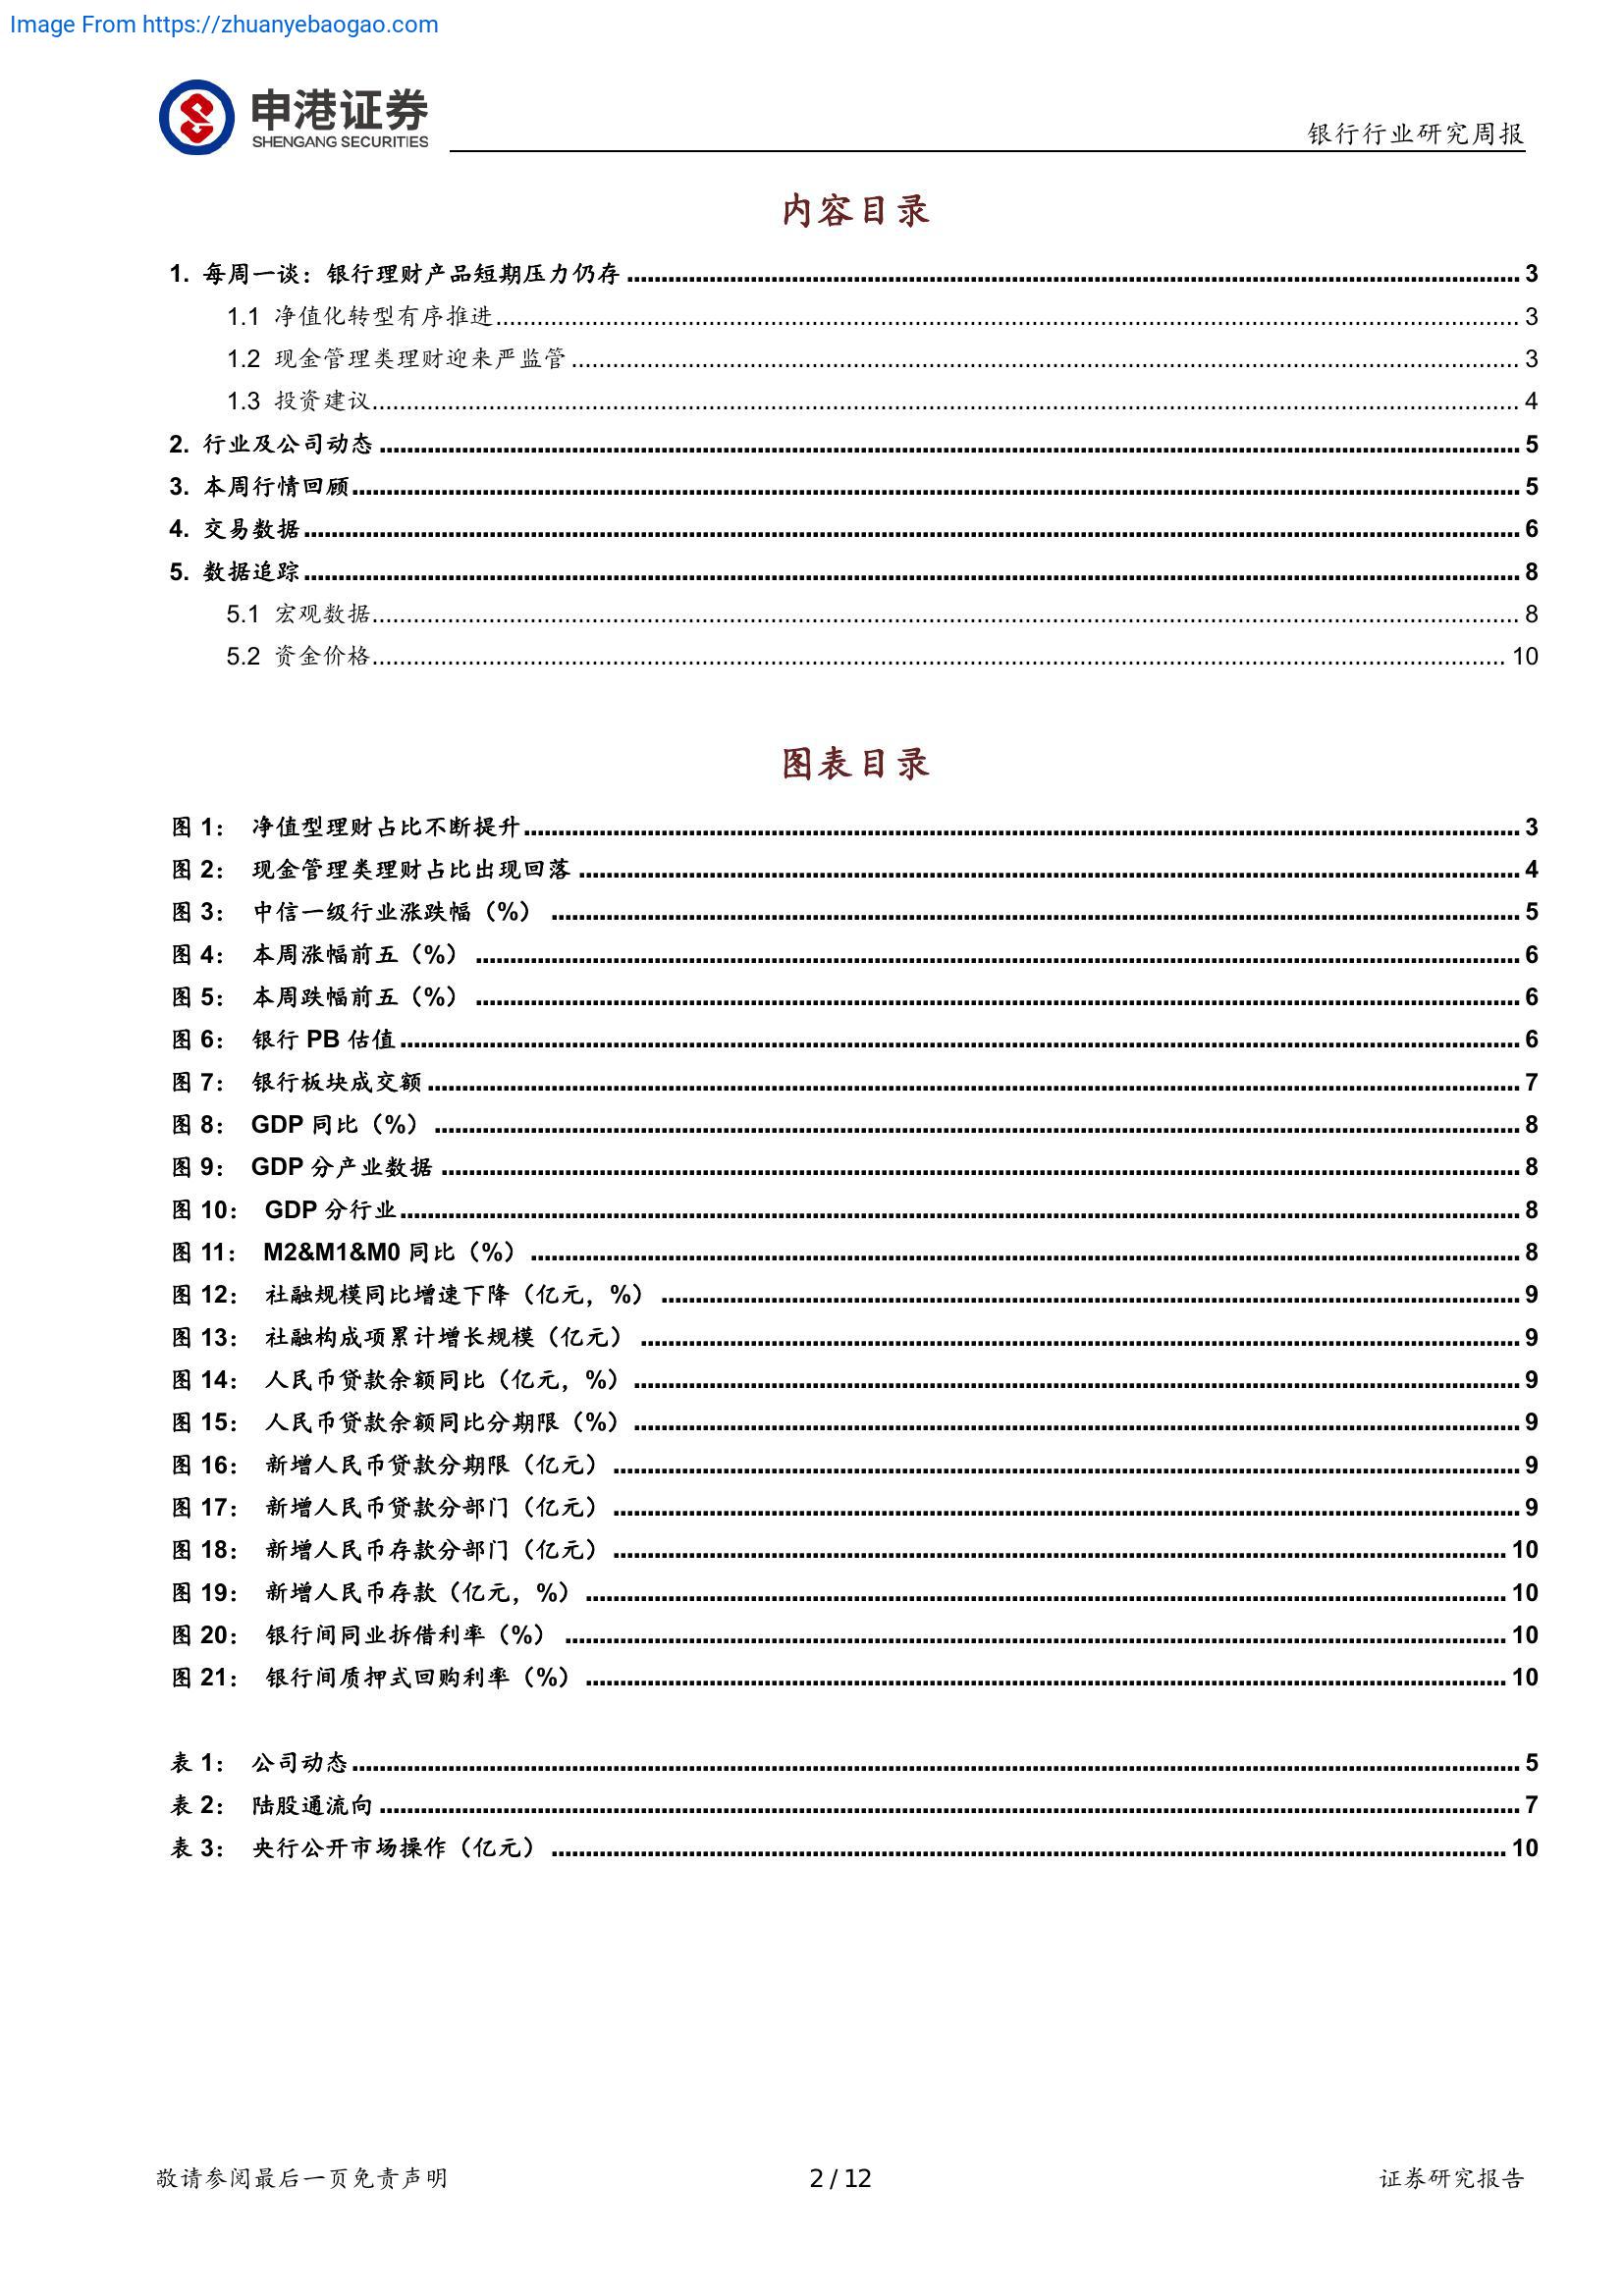 Image From https://zhuanyebaogao.com
申港证券
SHENGANG SECURITIES
银行行业研究周报
内容目录
1. 每周一谈：银行理财产品短期压力仍存 3
1.1 净值化转型有序推进 3
1.2 现金管理类理财迎来严监管 3
1.3 投资建议 4
2. 行业及公司动态 5
3. 本周行情回顾 5
4. 交易数据 6
5. 数据追踪 8
5.1 宏观数据 8
5.2 资金价格 10
图表目录
图 1： 净值型理财占比不断提升 3
图 2： 现金管理类理财占比出现回落 4
图 3： 中信一级行业涨跌幅（%） 5
图 4： 本周涨幅前五（%） 6
图 5： 本周跌幅前五（%） 6
图 6： 银行 PB 估值 6
图 7： 银行板块成交额 7
图 8： GDP 同比（%） 8
图 9： GDP 分产业数据 8
图 10： GDP 分行业 8
图 11： M2&M1&M0 同比（%） 8
图 12： 社融规模同比增速下降（亿元，%） 9
图 13： 社融构成项累计增长规模（亿元） 9
图 14： 人民币贷款余额同比（亿元，%） 9
图 15： 人民币贷款余额同比分期限（%） 9
图 16： 新增人民币贷款分期限（亿元） 9
图 17： 新增人民币贷款分部门（亿元） 9
图 18： 新增人民币存款分部门（亿元） 10
图 19： 新增人民币存款（亿元，%） 10
图 20： 银行间同业拆借利率（%） 10
图 21： 银行间质押式回购利率（%） 10
表 1： 公司动态 5
表 2： 陆股通流向 7
表 3： 央行公开市场操作（亿元） 10
敬请参阅最后一页免责声明
2 / 12
证券研究报告